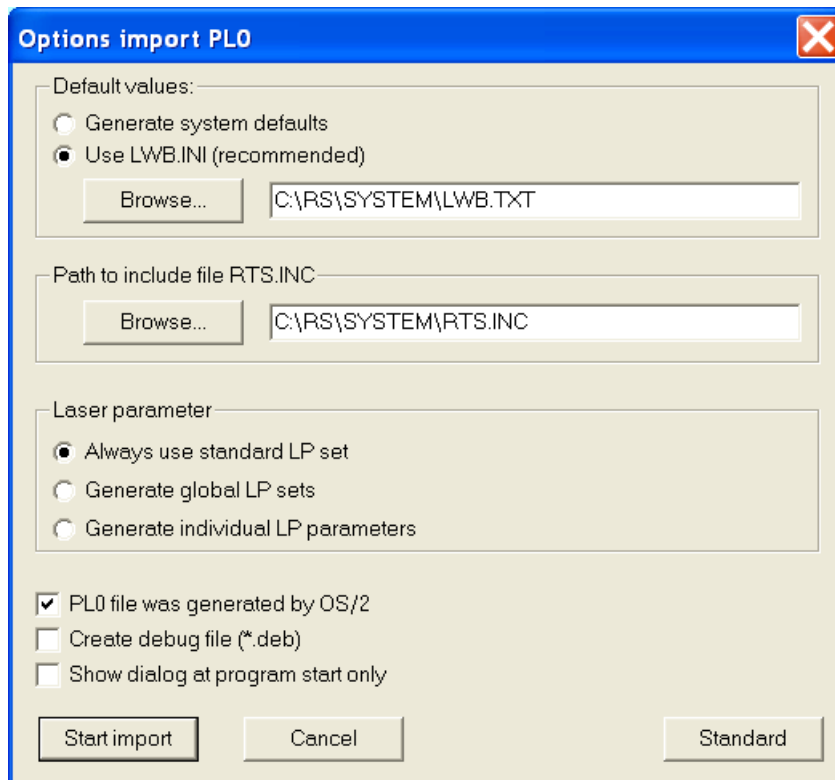 Options import PL0
Default values:
Generate system defaults
Use LWB.INI (recommended)
Browse... C:\RS\SYSTEM\LWB.TXT
Path to include file RTS.INC
Browse... C:\RS\SYSTEM\RTS.INC
Laser parameter
Always use standard LP set
Generate global LP sets
Generate individual LP parameters
PL0 file was generated by OS/2
Create debug file (*.deb)
Show dialog at program start only
Start import Cancel Standard